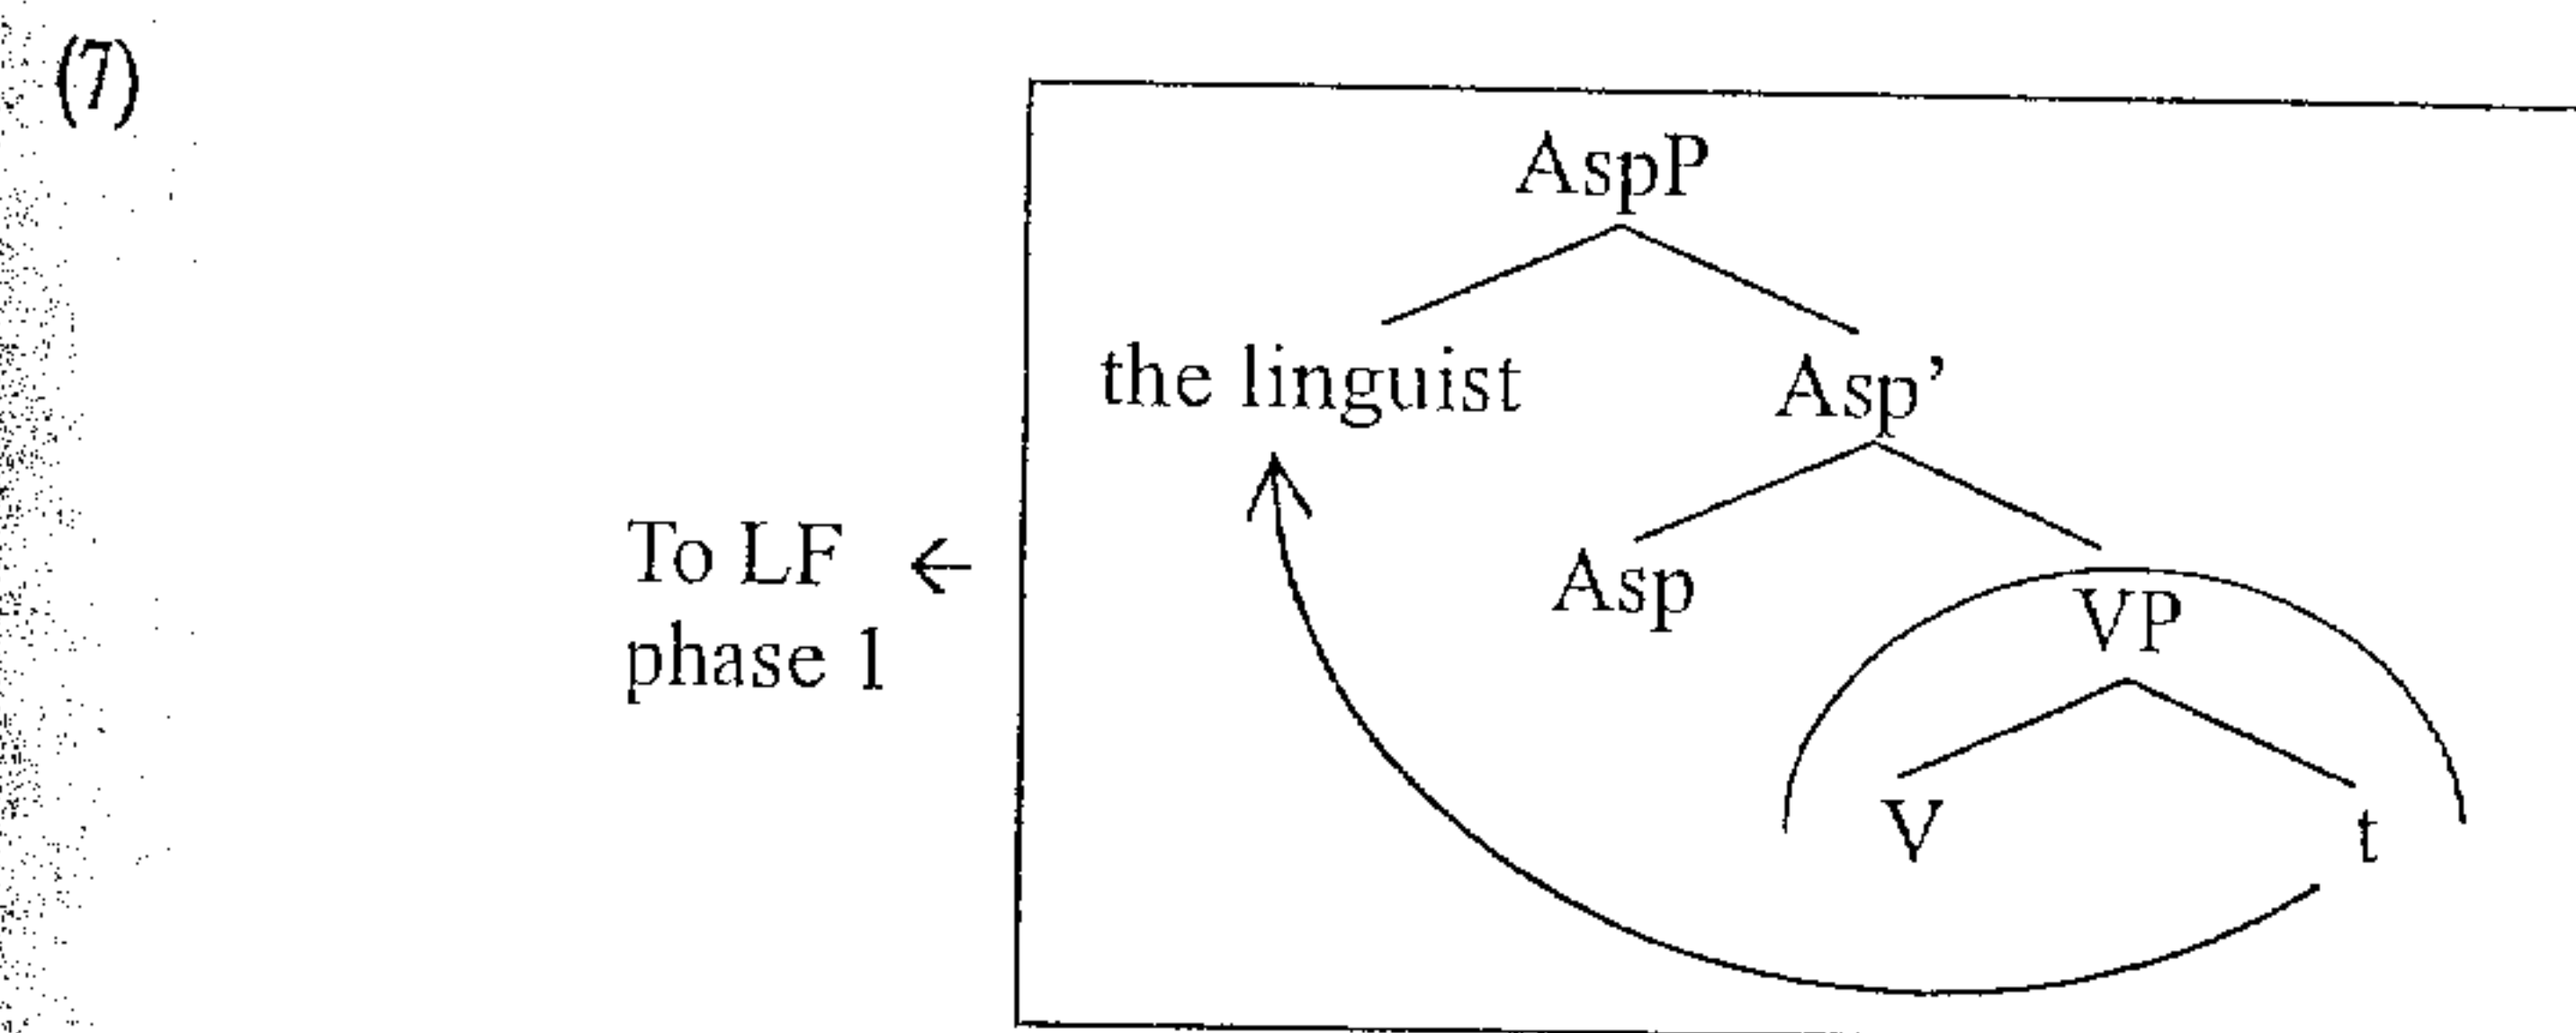 (7)
AspP
the linguist Asp’
To LF ← Asp VP
phase 1
V t